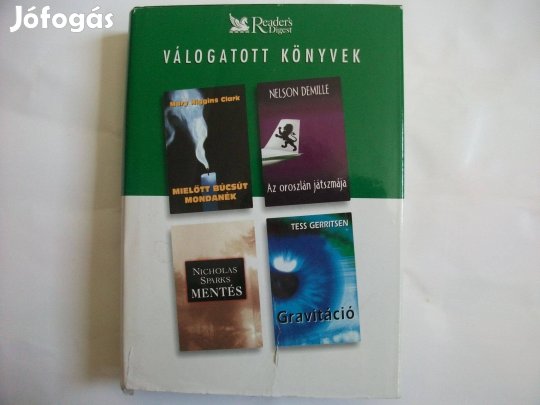 Jófogás
Reader's
Digest
VÁLOGATOTT KÖNYVEK
Mary Higgins Clark
MIELŐTT BÚCSÚT
MONDANÉK
NELSON DEMILLE
Az oroszlán játszmája
NICHOLAS
SPARKS
MENTÉS
TESS GERRITSEN
Gravitáció